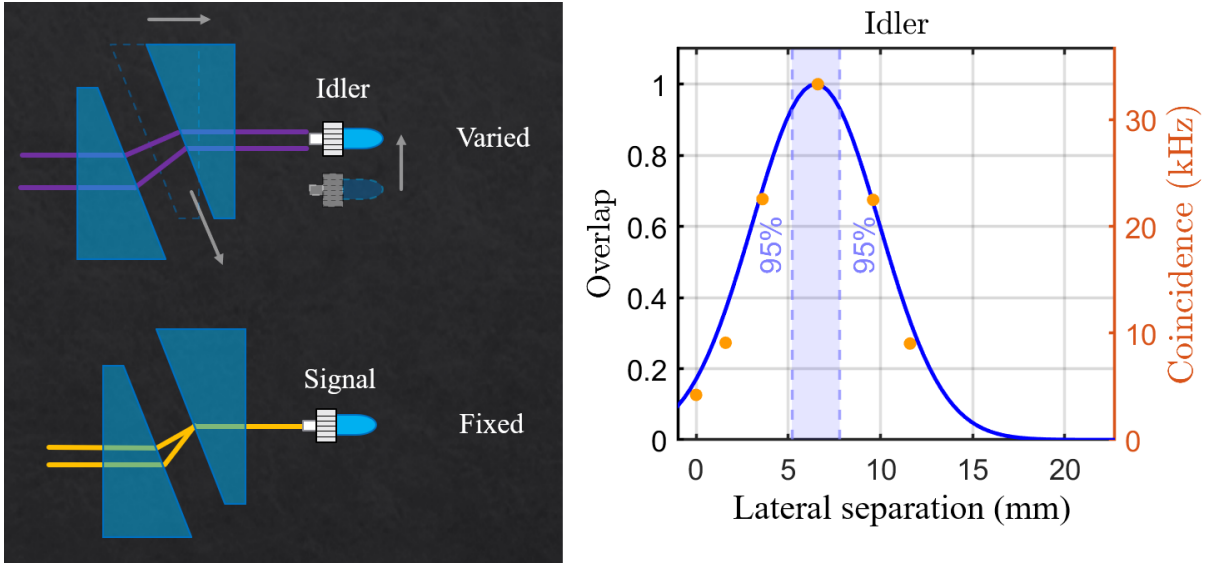 Idler
Varied
Signal
Fixed
Idler
Overlap
1
0.8
0.6
0.4
0.2
0
95%
95%
30
20
10
0
Coincidence (kHz)
0 5 10 15 20
Lateral separation (mm)